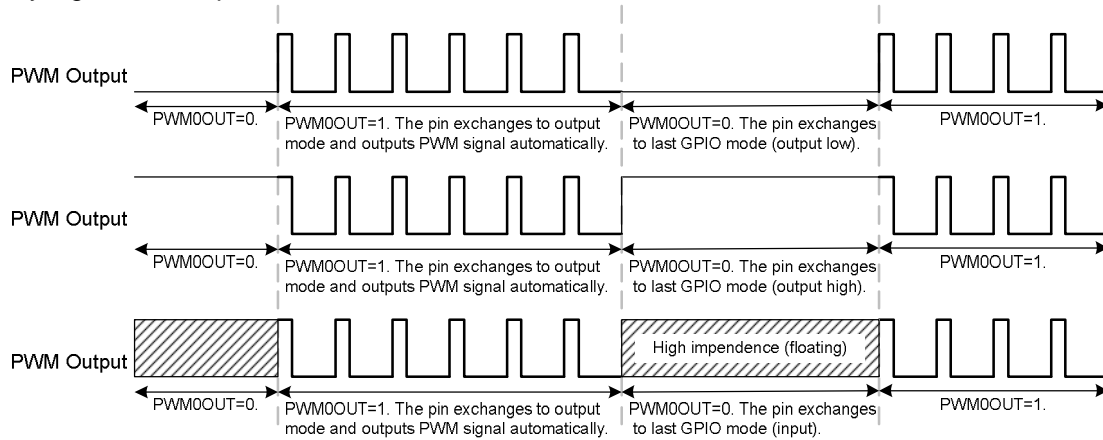 PWM Output
PWM0OUT=0.
PWM0OUT=1. The pin exchanges to output
mode and outputs PWM signal automatically.
PWM0OUT=0. The pin exchanges
to last GPIO mode (output low).
PWM0OUT=1.
PWM Output
PWM0OUT=0.
PWM0OUT=1. The pin exchanges to output
mode and outputs PWM signal automatically.
PWM0OUT=0. The pin exchanges
to last GPIO mode (output high).
PWM0OUT=1.
PWM Output
High impendence (floating)
PWM0OUT=0.
PWM0OUT=1. The pin exchanges to output
mode and outputs PWM signal automatically.
PWM0OUT=0. The pin exchanges
to last GPIO mode (input).
PWM0OUT=1.